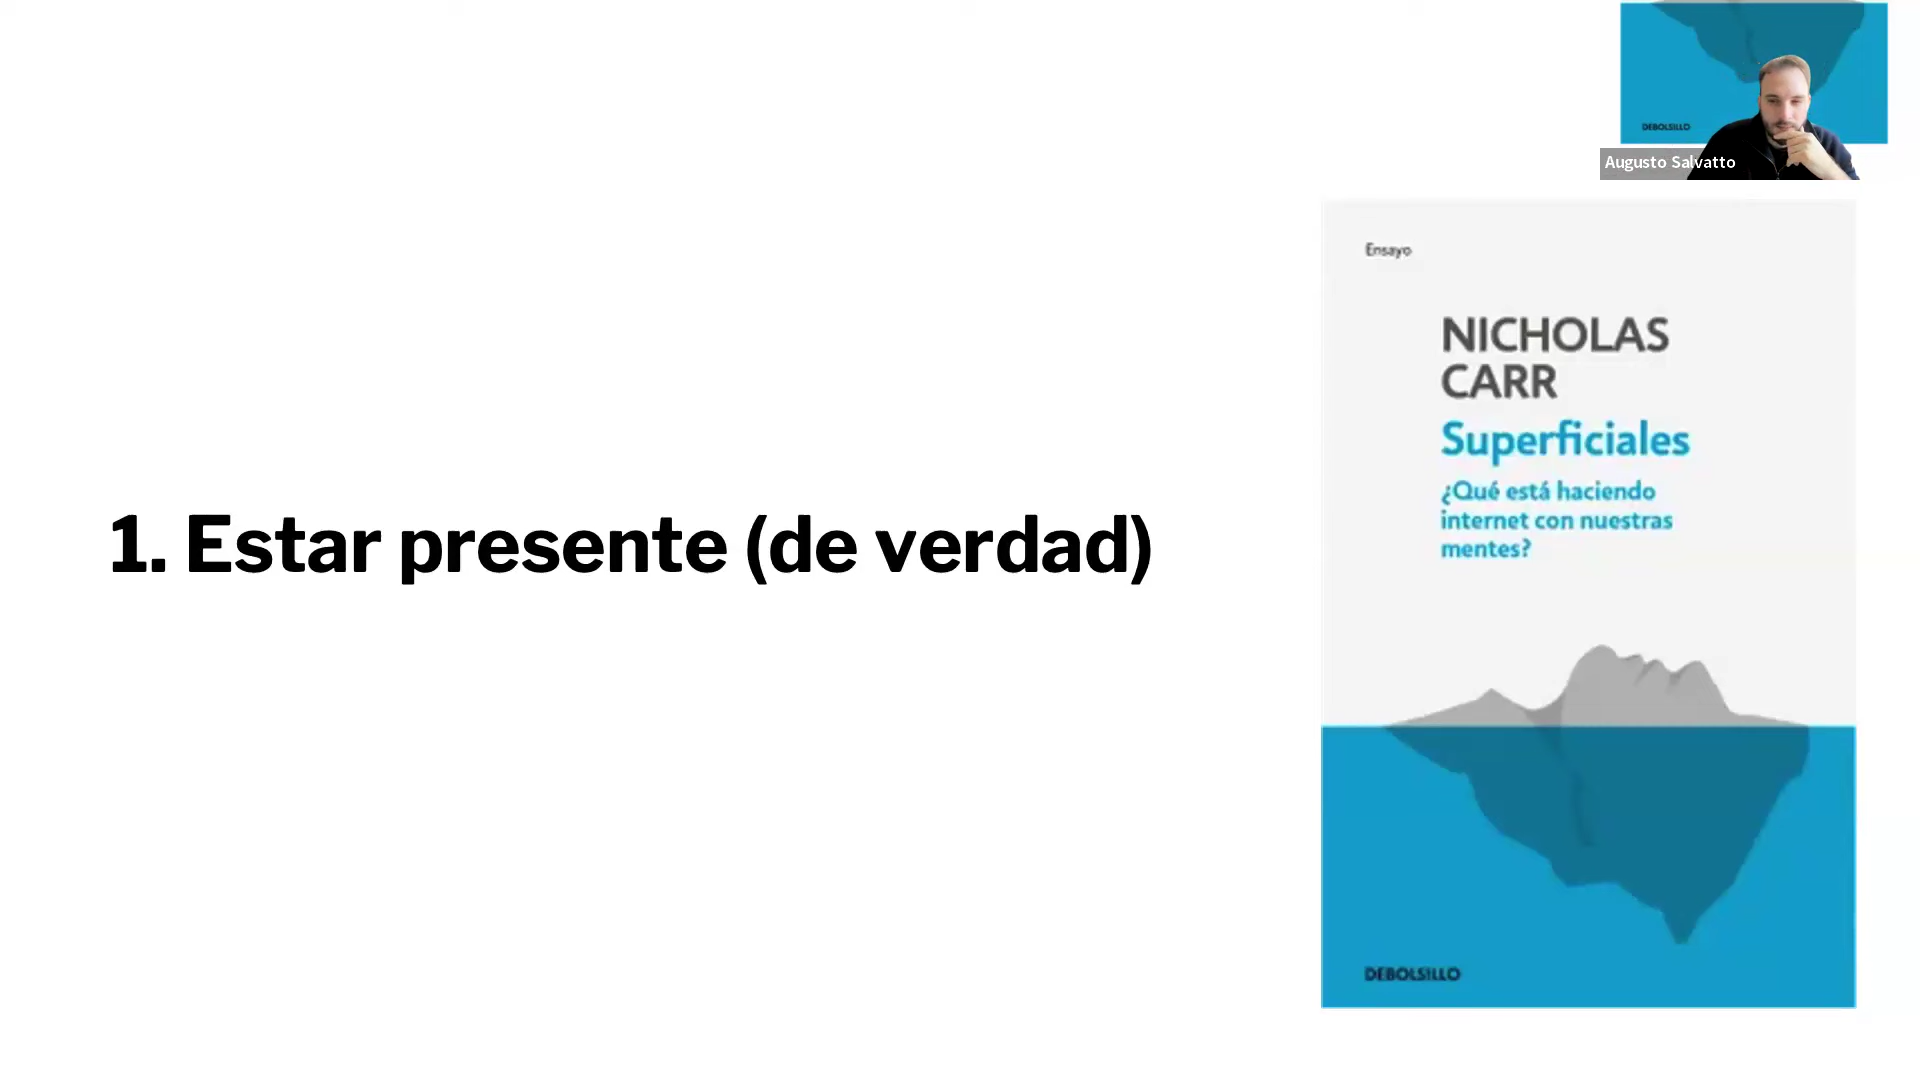 DEBOLSILLO
Augusto Salvatto
1. Estar presente (de verdad)
Ensayo
NICHOLAS
CARR
Superficiales
¿Qué está haciendo
internet con nuestras
mentes?
DEBOLSILLO